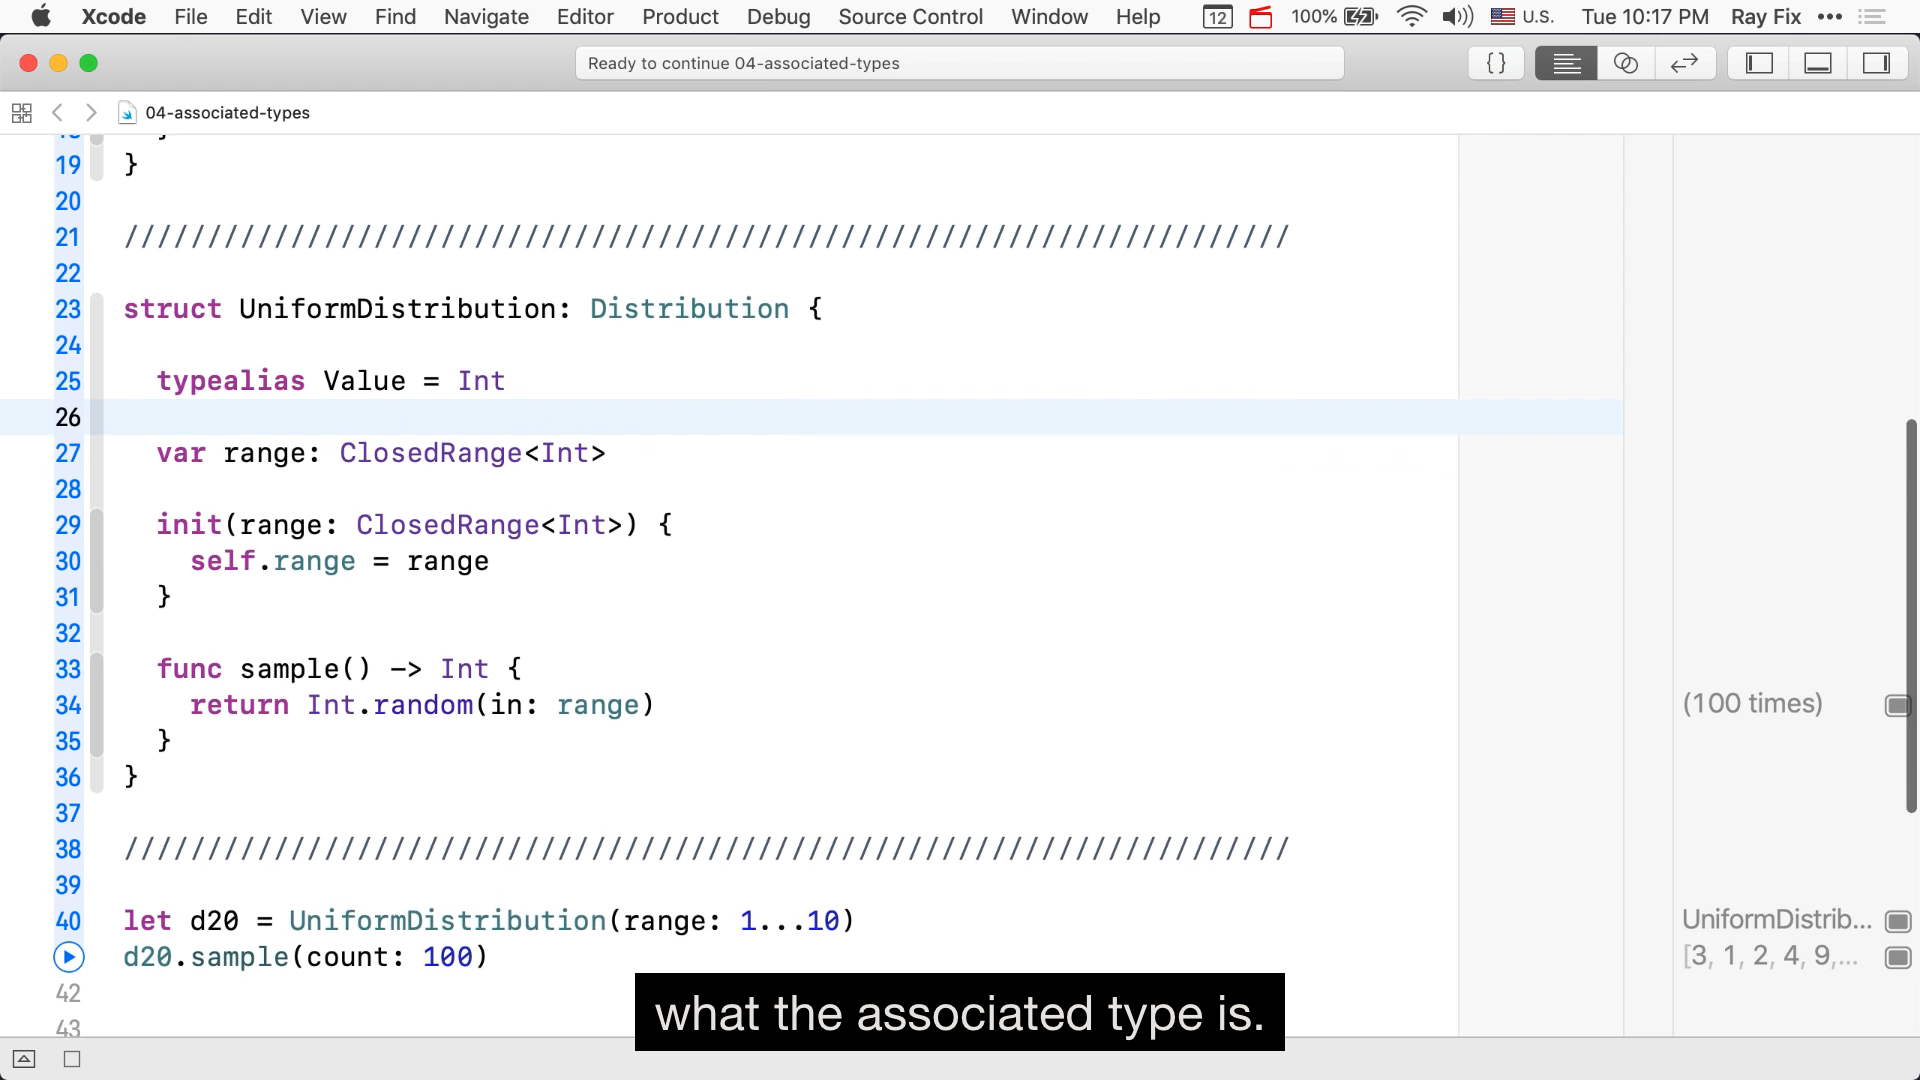 Xcode File Edit View Find Navigate Editor Product Debug Source Control Window Help 12 100% U.S. Tue 10:17 PM Ray Fix
Ready to continue 04-associated-types
{}
04-associated-types
19 }
20
21 //////////////////////////////////////////////////////////////////////
22
23 struct UniformDistribution: Distribution {
24
25 typealias Value = Int
26
27 var range: ClosedRange<Int>
28
29 init(range: ClosedRange<Int>) {
30 self.range = range
31 }
32
33 func sample() -> Int {
34 return Int.random(in: range) (100 times)
35 }
36 }
37
38 //////////////////////////////////////////////////////////////////////
39
40 let d20 = UniformDistribution(range: 1...10) UniformDistrib...
d20.sample(count: 100) [3, 1, 2, 4, 9,...
42
43
what the associated type is.